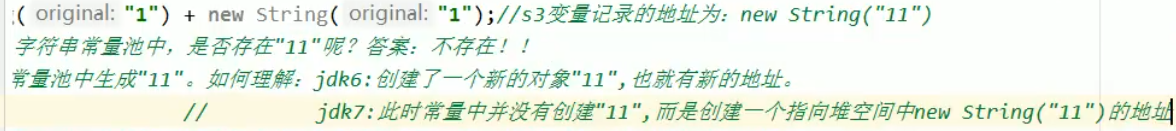 ;( original: "1") + new String( original: "1");//s3变量记录的地址为: new String("11")
字符串常量池中，是否存在"11"呢？答案：不存在！！
常量池中生成"11"。如何理解：jdk6:创建了一个新的对象"11",也就有新的地址。
// jdk7:此时常量中并没有创建"11",而是创建一个指向堆空间中new String("11")的地址